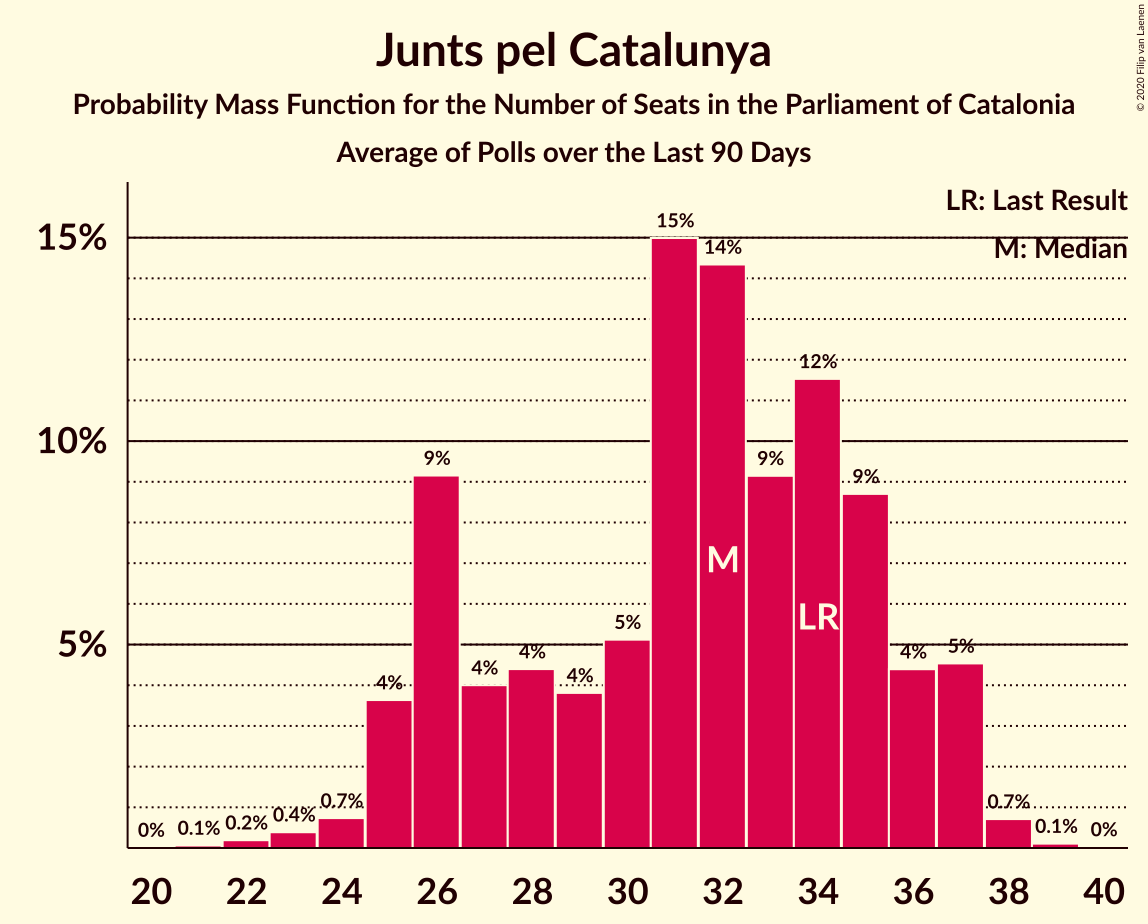 Junts pel Catalunya
Probability Mass Function for the Number of Seats in the Parliament of Catalonia
Average of Polls over the Last 90 Days
© 2020 Filip van Laenen
LR: Last Result
M: Median
15%
10%
5%
0%
0.1%
0.2%
0.4%
0.7%
4%
9%
4%
4%
4%
5%
15%
14%
9%
12%
9%
4%
5%
0.7%
0.1%
0%
M
LR
20 22 24 26 28 30 32 34 36 38 40